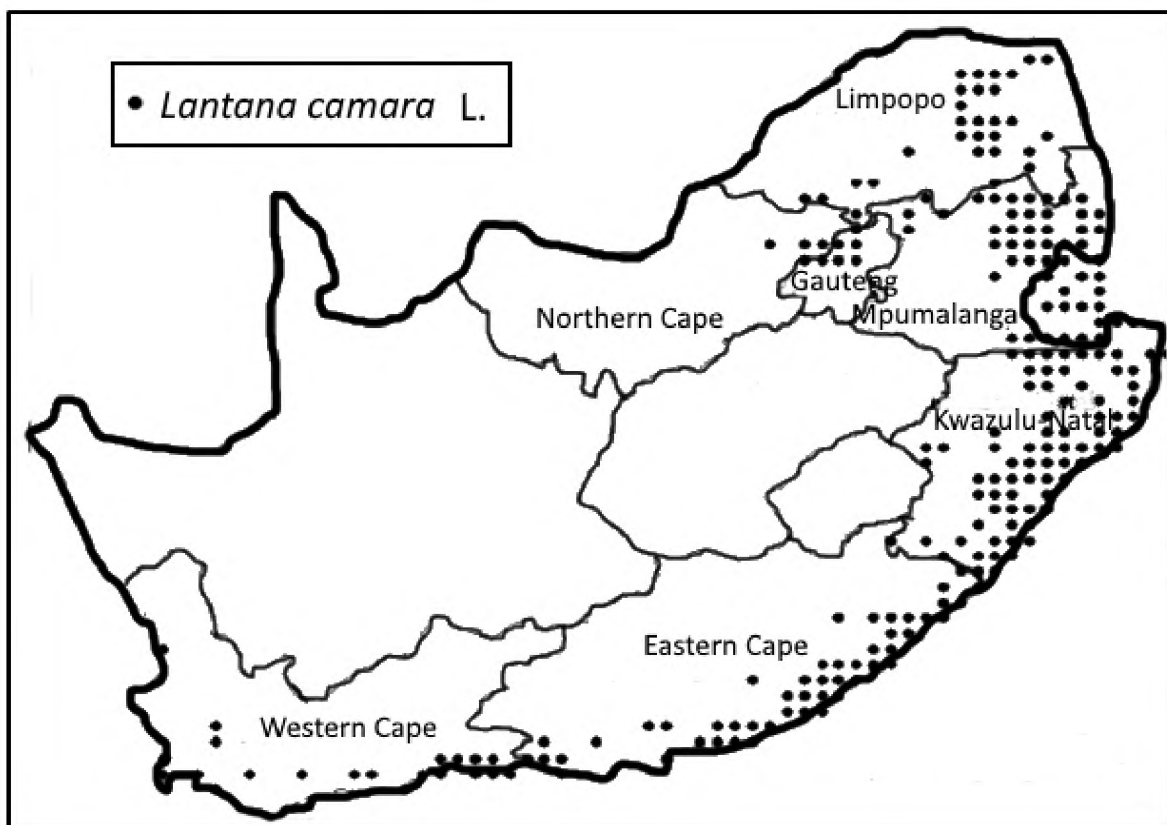 • Lantana camara L.
Limpopo
Gauteng
Northern Cape
Mpumalanga
Kwazulu-Natal
Eastern Cape
Western Cape